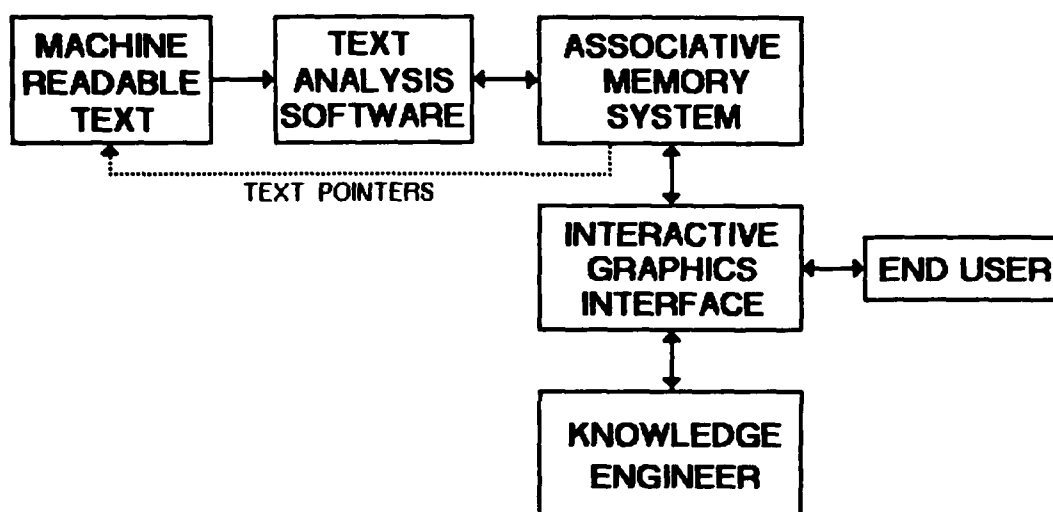 MACHINE
READABLE
TEXT
TEXT
ANALYSIS
SOFTWARE
ASSOCIATIVE
MEMORY
SYSTEM
TEXT POINTERS
INTERACTIVE
GRAPHICS
INTERFACE
END USER
KNOWLEDGE
ENGINEER